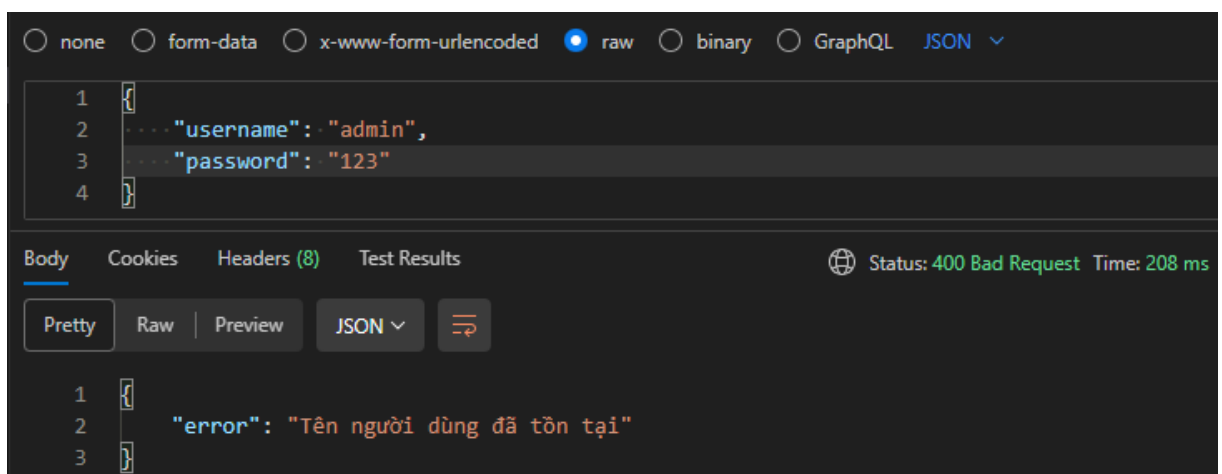 none form-data x-www-form-urlencoded raw binary GraphQL JSON
1 {
2 "username": "admin",
3 "password": "123"
4 }
Body Cookies Headers (8) Test Results Status: 400 Bad Request Time: 208 ms
Pretty Raw Preview JSON
1 {
2 "error": "Tên người dùng đã tồn tại"
3 }